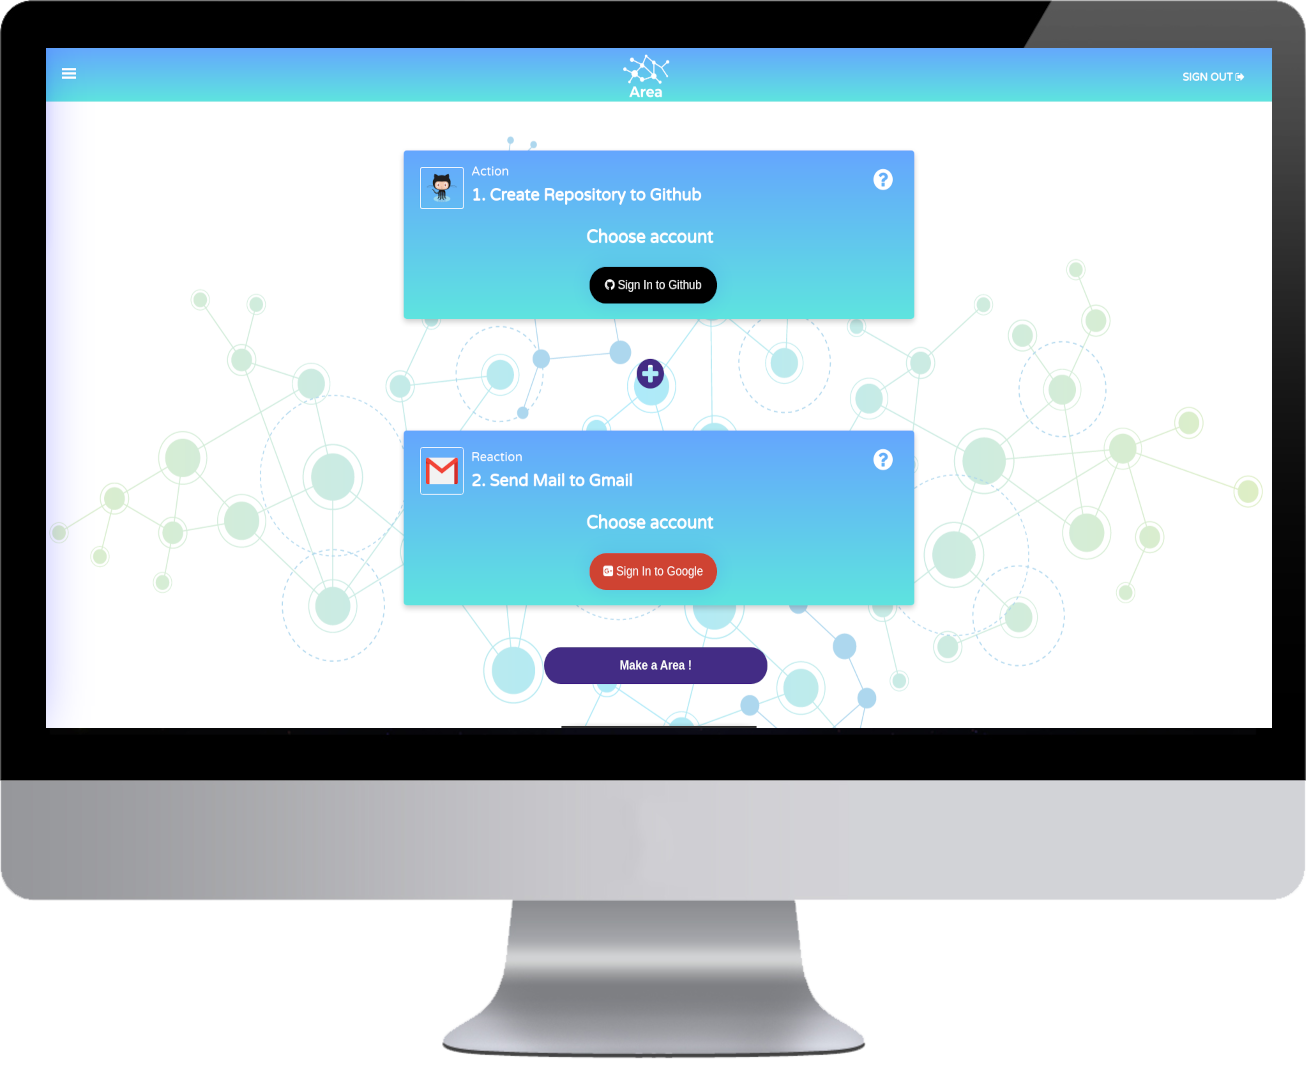 Area
SIGN OUT
Action
1. Create Repository to Github
Choose account
Sign In to Github
Reaction
2. Send Mail to Gmail
Choose account
G+ Sign In to Google
Make a Area !